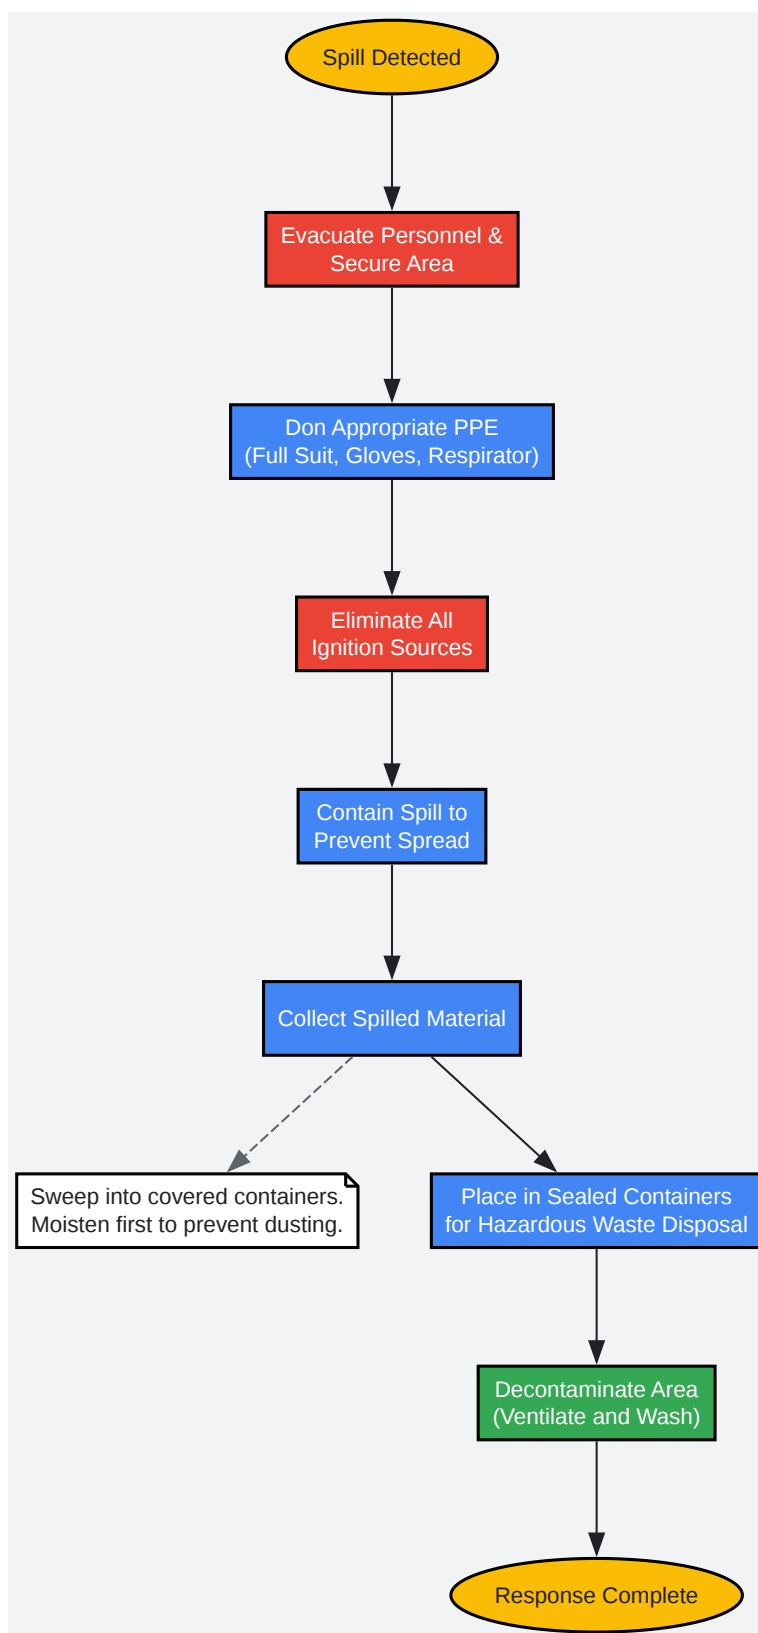 Spill Detected
Evacuate Personnel &
Secure Area
Don Appropriate PPE
(Full Suit, Gloves, Respirator)
Eliminate All
Ignition Sources
Contain Spill to
Prevent Spread
Collect Spilled Material
Sweep into covered containers.
Moisten first to prevent dusting.
Place in Sealed Containers
for Hazardous Waste Disposal
Decontaminate Area
(Ventilate and Wash)
Response Complete